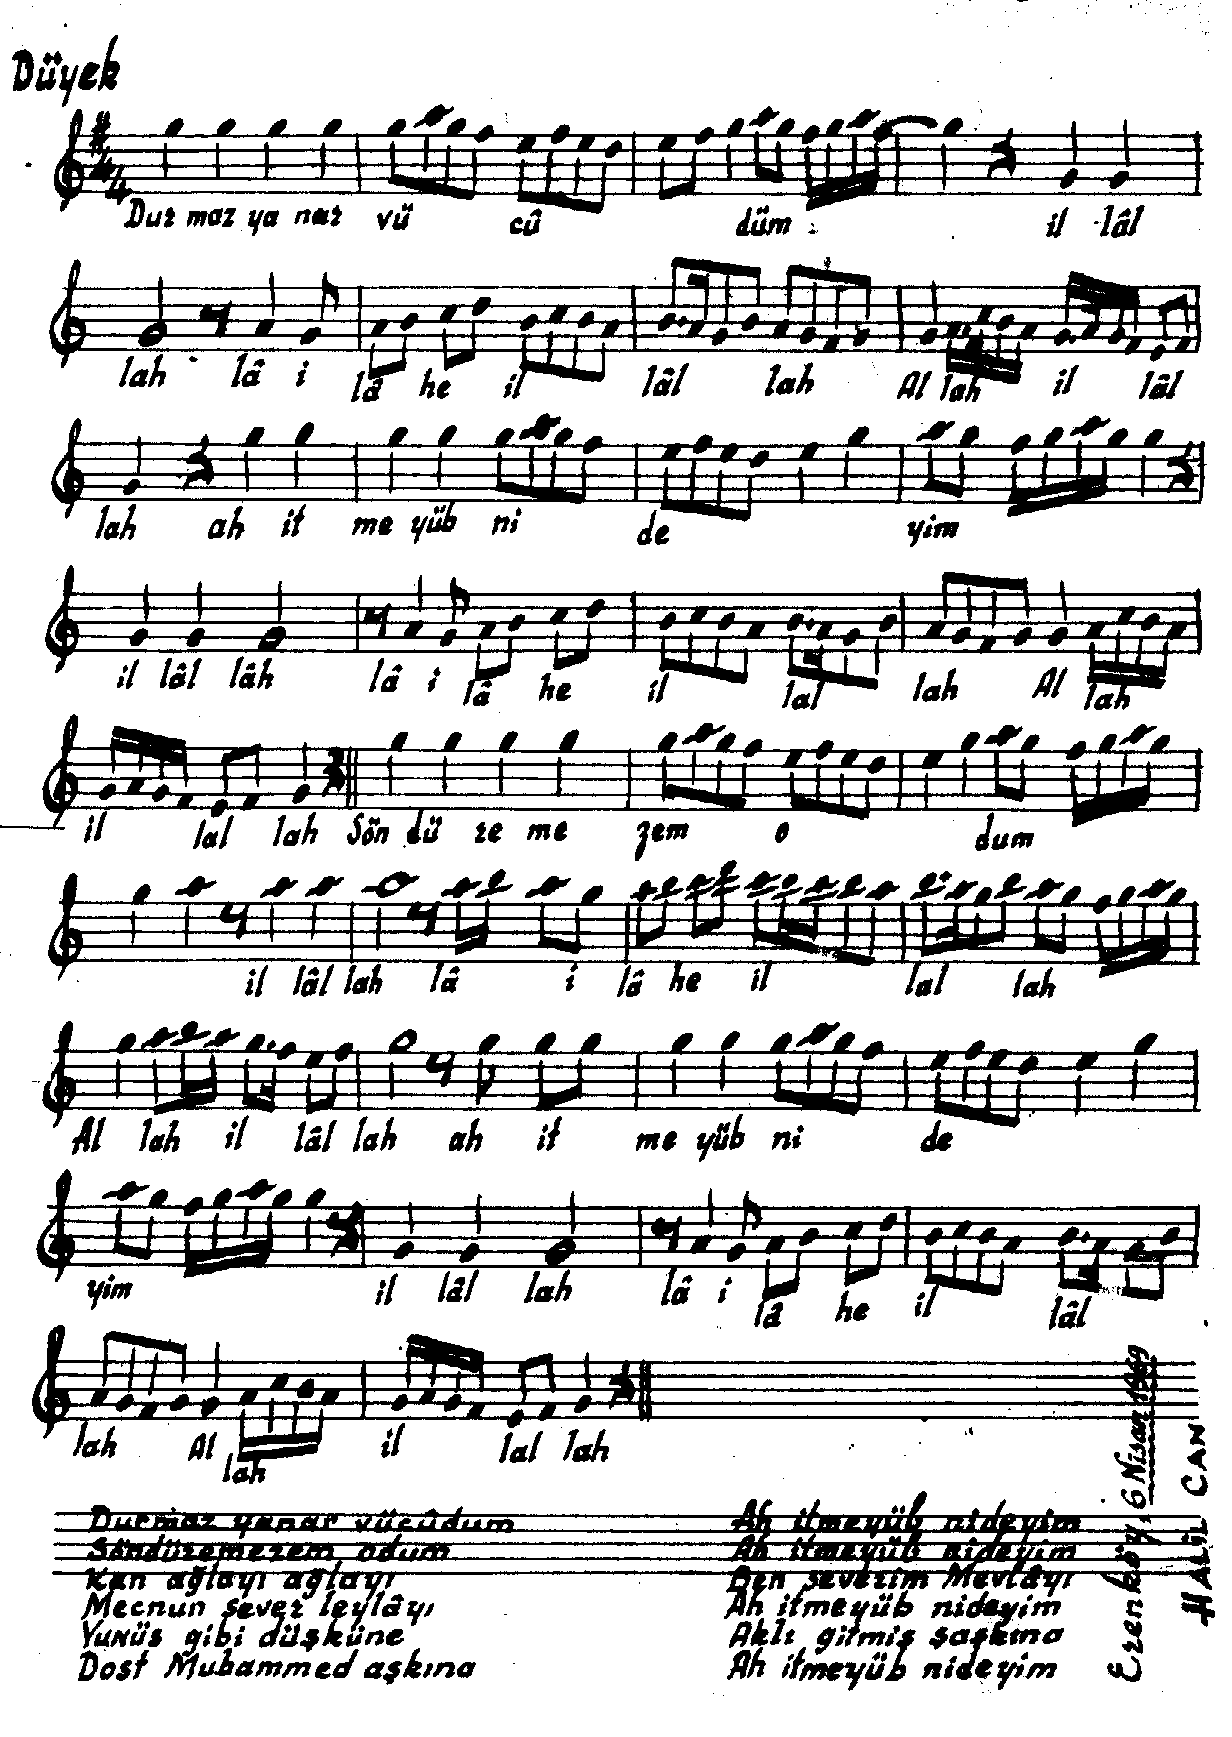 Düyek
4
Dur maz ya nar vü cû düm il lâl
lah lâ i lâ he il lâl lah Al lah il lâl
lah ah it me yüb ni de yim
il lâl lâh lâ i lâ he il lal lah Al lah
il lal lah Sön dü re me zem o dum
il lâl lah lâ i lâ he il lal lah
Al lah il lâl lah ah it me yüb ni de
yim il lâl lah lâ i lâ he il lâl
lah Al lah il lal lah
Durmaz yanar vücûdum Ah itmeyüb nideyim
Söndüremezem odum Ah itmeyüb nideyim
Kan ağlayı ağlayı Ben severim Mevlâyı
Mecnun sever leylâyı Ah itmeyüb nideyim
Yunüs gibi düşküne Aklı gitmiş şaşkına
Dost Muhammed aşkına Ah itmeyüb nideyim
Erenköy, 6 Nisan 1969
HALİL CAN